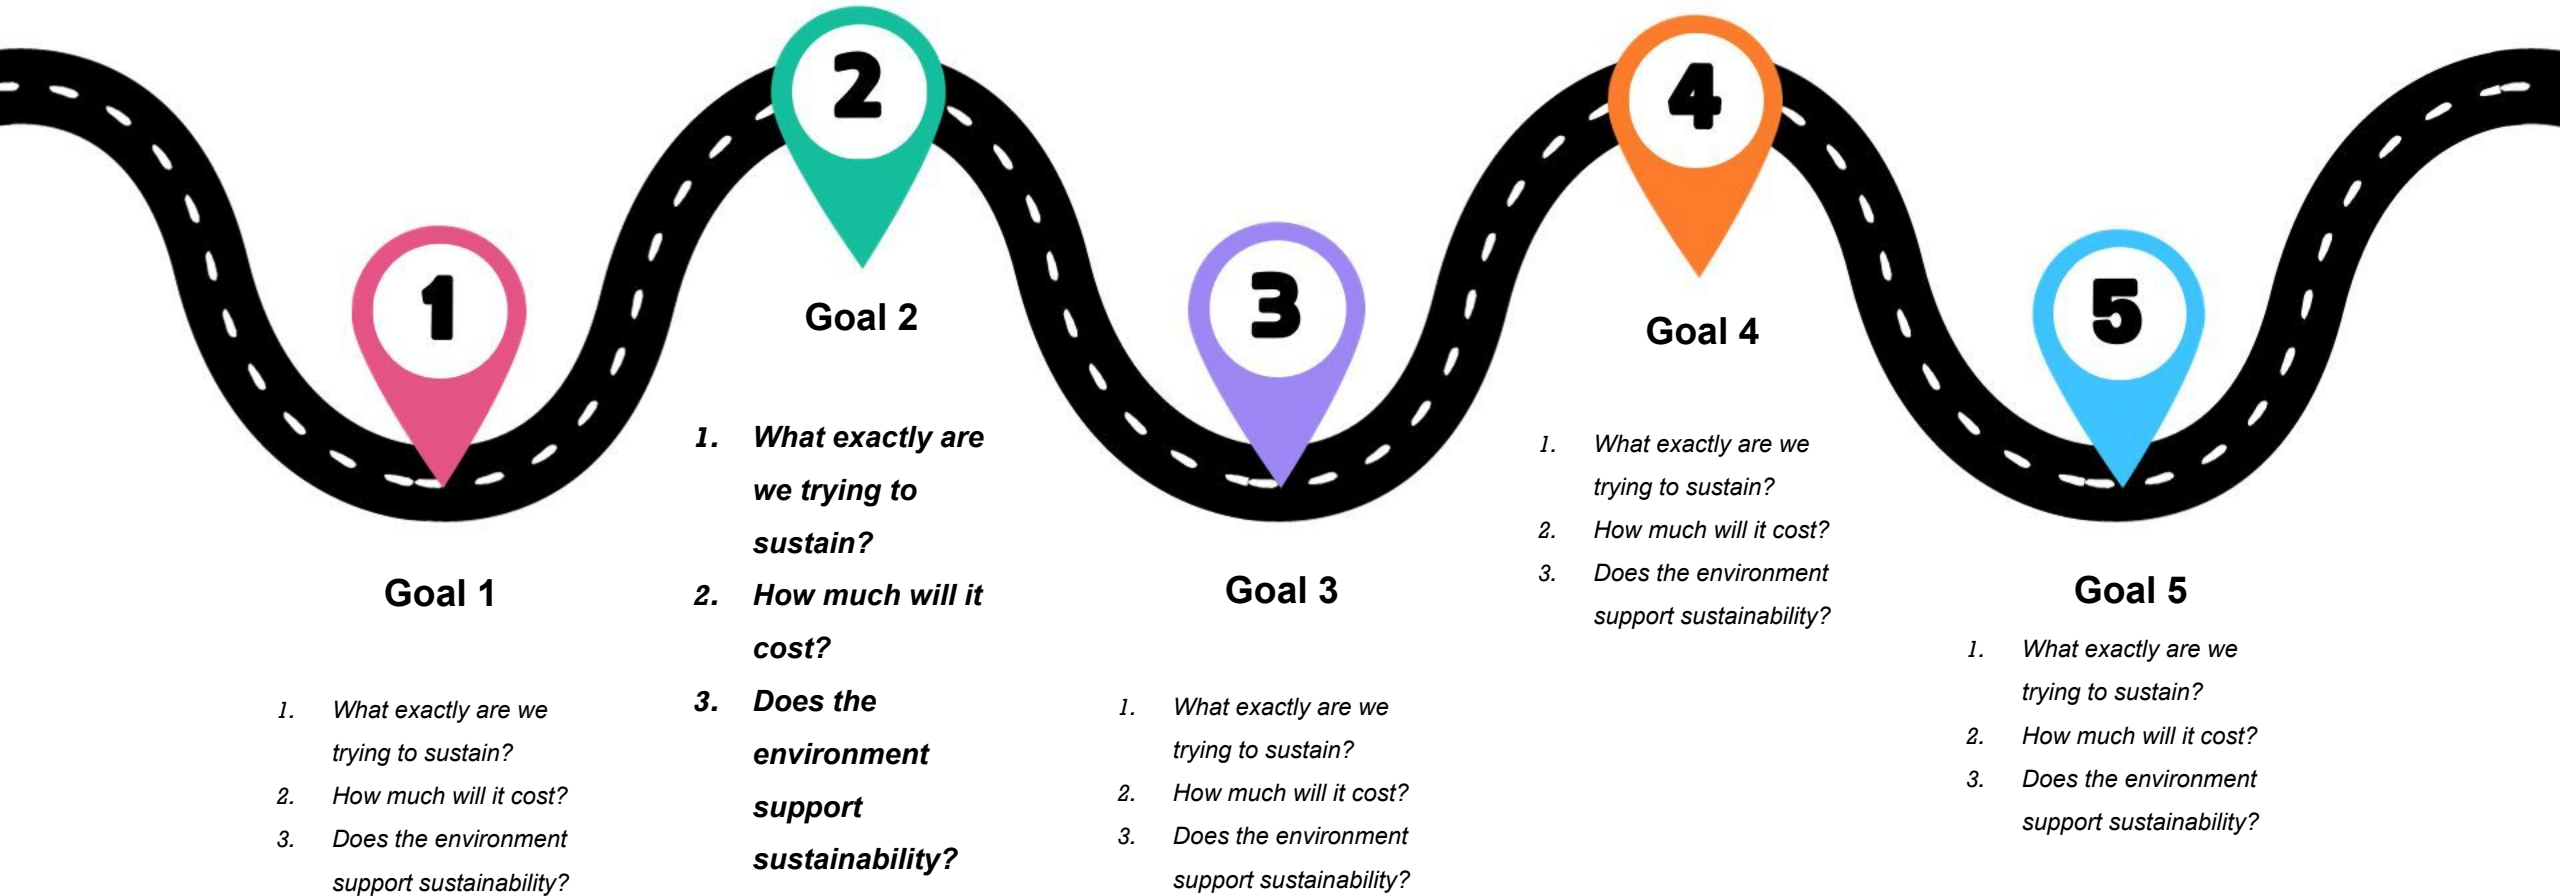 1
Goal 1
1. What exactly are we
trying to sustain?
2. How much will it cost?
3. Does the environment
support sustainability?
2
Goal 2
1. What exactly are
we trying to
sustain?
2. How much will it
cost?
3. Does the
environment
support
sustainability?
3
Goal 3
1. What exactly are we
trying to sustain?
2. How much will it cost?
3. Does the environment
support sustainability?
4
Goal 4
1. What exactly are we
trying to sustain?
2. How much will it cost?
3. Does the environment
support sustainability?
5
Goal 5
1. What exactly are we
trying to sustain?
2. How much will it cost?
3. Does the environment
support sustainability?